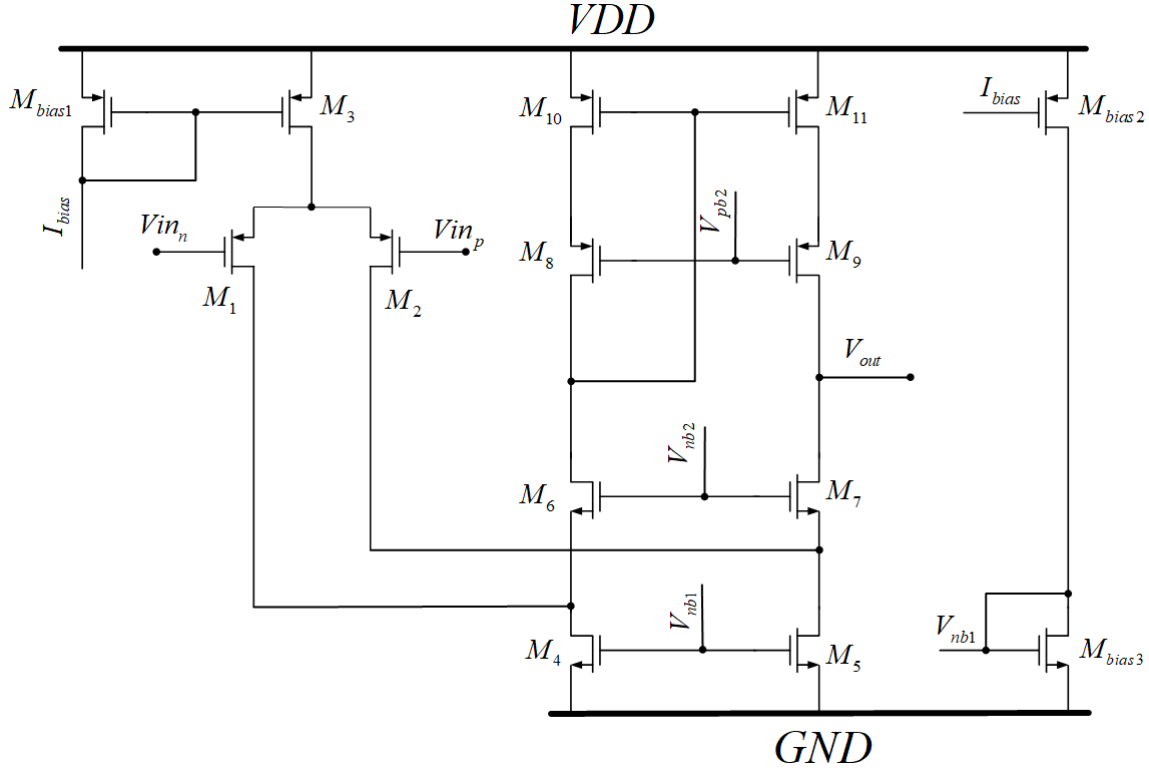 VDD
M_bias1
M_3
M_10
M_11
I_bias
M_bias2
I_bias
Vin_n
Vin_p
V_pb2
M_8
M_9
M_1
M_2
V_out
V_nb2
M_6
M_7
V_nb1
V_nb1
M_4
M_5
M_bias3
GND